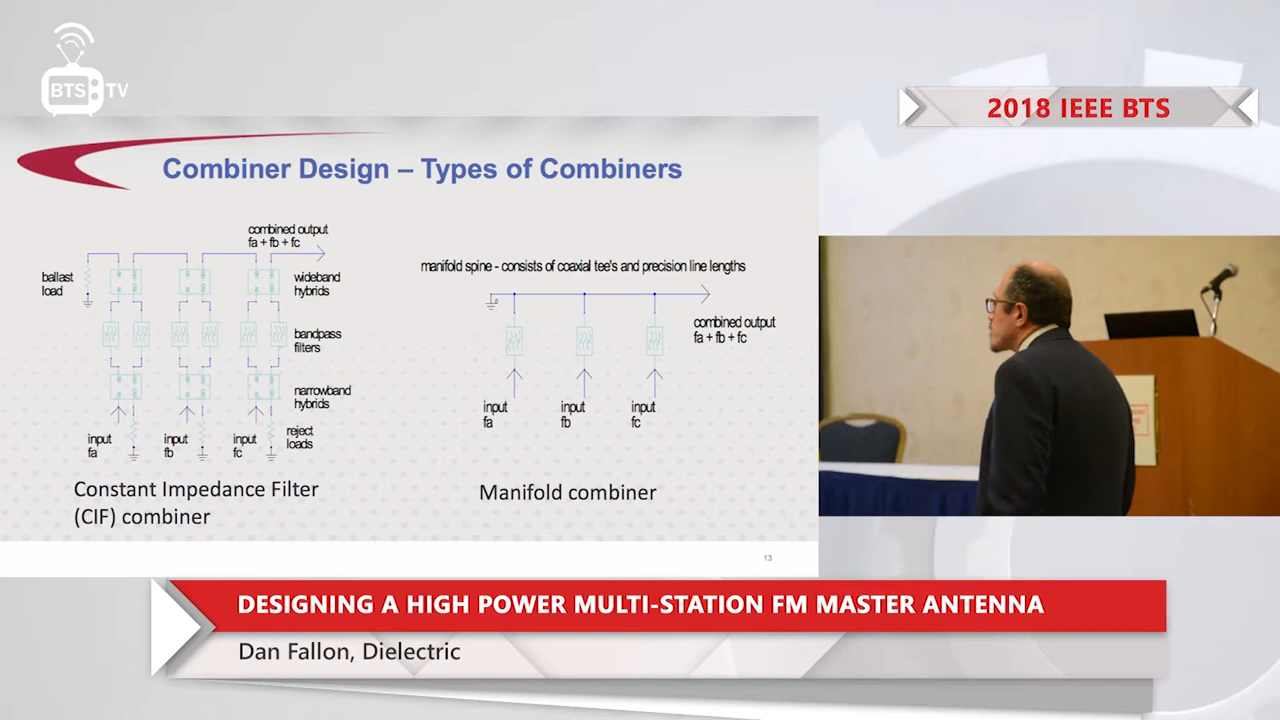 BTS TV
2018 IEEE BTS
Combiner Design – Types of Combiners
combined output
fa + fb + fc
ballast
load
wideband
hybrids
bandpass
filters
narrowband
hybrids
reject
loads
input
fa
input
fb
input
fc
Constant Impedance Filter
(CIF) combiner
manifold spine - consists of coaxial tee's and precision line lengths
combined output
fa + fb + fc
input
fa
input
fb
input
fc
Manifold combiner
13
DESIGNING A HIGH POWER MULTI-STATION FM MASTER ANTENNA
Dan Fallon, Dielectric